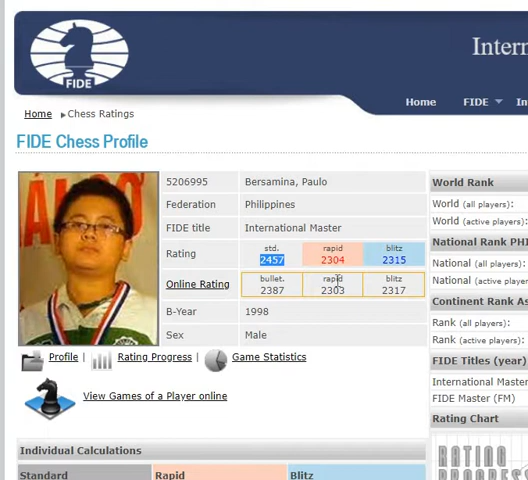 FIDE
Intern
Home
FIDE
In
Home ▸ Chess Ratings
FIDE Chess Profile
5206995 Bersamina, Paulo
Federation Philippines
FIDE title International Master
Rating std. 2457 rapid 2304 blitz 2315
Online Rating bullet. 2387 rapid 2303 blitz 2317
B-Year 1998
Sex Male
Profile | Rating Progress | Game Statistics
View Games of a Player online
Individual Calculations
Standard Rapid Blitz
World Rank
World (all players):
World (active players):
National Rank PHI
National (all players):
National (active player
Continent Rank As
Rank (all players):
Rank (active players):
FIDE Titles (year)
International Master
FIDE Master (FM)
Rating Chart
RATING
PROGRESS